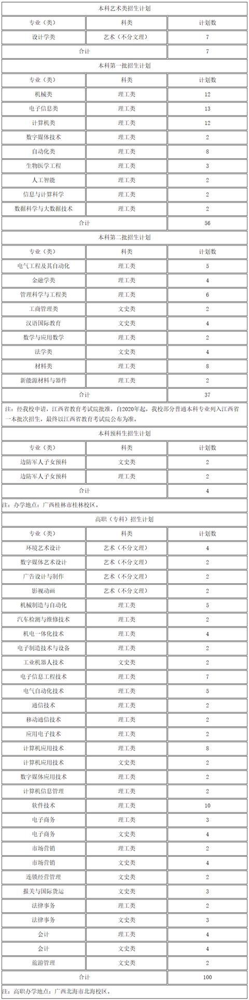 本科艺术类招生计划
专业（类） 科类 计划数
设计学类 艺术（不分文理） 7
合计 7
本科第一批招生计划
专业（类） 科类 计划数
机械类 理工类 12
电子信息类 理工类 13
计算机类 理工类 12
数字媒体技术 理工类 2
自动化类 理工类 8
生物医学工程 理工类 3
人工智能 理工类 2
信息与计算科学 理工类 2
数据科学与大数据技术 理工类 2
合计 56
本科第二批招生计划
专业（类） 科类 计划数
电气工程及其自动化 理工类 5
金融学类 理工类 4
管理科学与工程类 理工类 6
工商管理类 文史类 2
汉语国际教育 文史类 4
数学与应用数学 理工类 2
法学类 文史类 4
材料类 理工类 8
新能源材料与器件 理工类 2
合计 37
注：经我校申请，江西省教育考试院批准，自2020年起，我校部分普通本科专业列入江西省
一本批次招生，最终以江西省教育考试院公布为准。
本科预科生招生计划
专业（类） 科类 计划数
边防军人子女预科 文史类 2
边防军人子女预科 理工类 2
合计 4
注：办学地点：广西桂林市桂林校区。
高职（专科）招生计划
专业（类） 科类 计划数
环境艺术设计 艺术（不分文理） 4
数字媒体艺术设计 艺术（不分文理） 2
广告设计与制作 艺术（不分文理） 2
影视动画 艺术（不分文理） 2
机械制造与自动化 理工类 5
汽车检测与维修技术 理工类 2
机电一体化技术 理工类 4
电子制造技术与设备 理工类 2
工业机器人技术 文史类 2
电子信息工程技术 理工类 7
电气自动化技术 理工类 5
通信技术 理工类 2
移动通信技术 理工类 2
应用电子技术 理工类 2
计算机应用技术 理工类 8
计算机应用技术 文史类 2
数字媒体应用技术 理工类 2
计算机信息管理 理工类 2
软件技术 理工类 10
电子商务 理工类 3
电子商务 文史类 4
市场营销 理工类 2
市场营销 文史类 4
连锁经营管理 文史类 2
报关与国际货运 文史类 3
法律事务 理工类 2
法律事务 文史类 3
会计 理工类 4
会计 文史类 4
旅游管理 文史类 2
合计 100
注：高职办学地点：广西北海市北海校区。